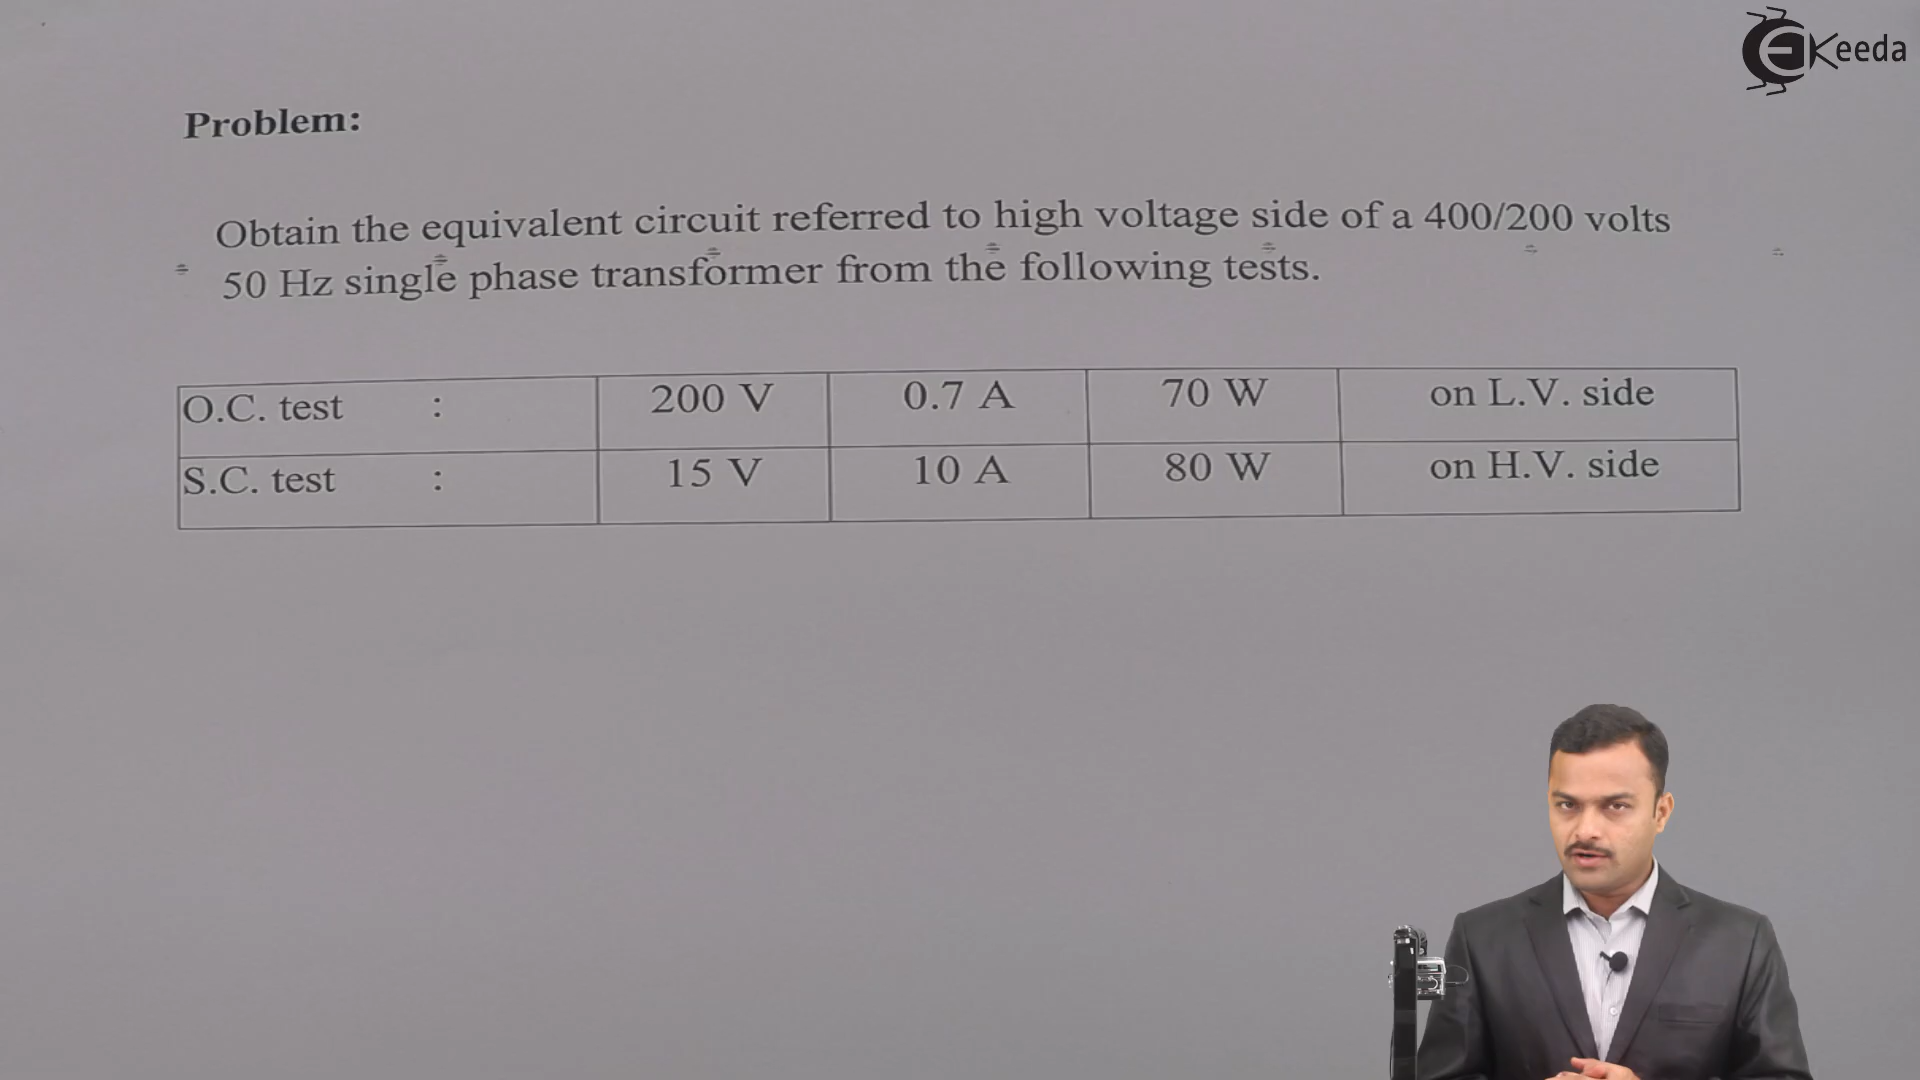 Keeda
Problem:
Obtain the equivalent circuit referred to high voltage side of a 400/200 volts
50 Hz single phase transformer from the following tests.
O.C. test : 200 V 0.7 A 70 W on L.V. side
S.C. test : 15 V 10 A 80 W on H.V. side